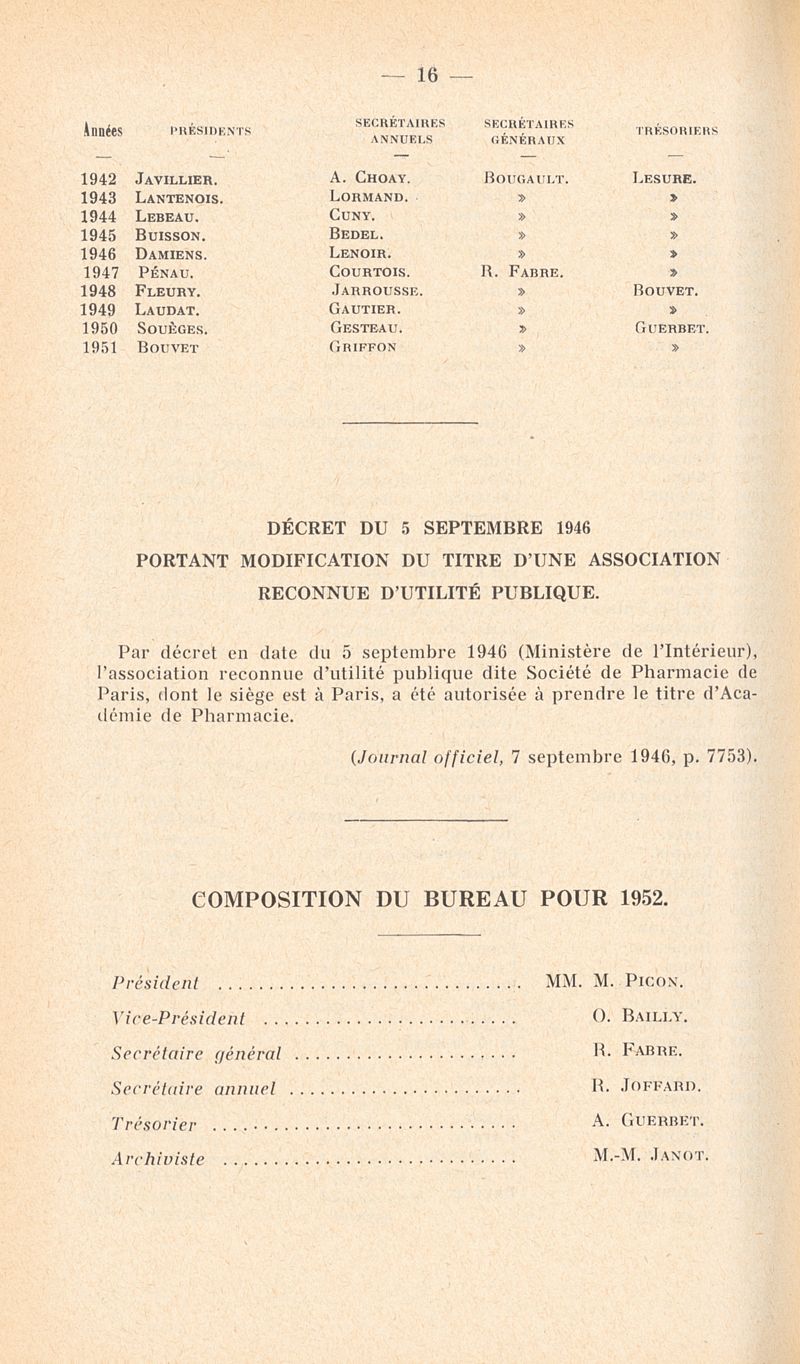 — 16 —
Années PRÉSIDENTS SECRÉTAIRES ANNUELS SECRÉTAIRES GÉNÉRAUX TRÉSORIERS
— — — — —
1942 JAVILLIER. A. CHOAY. BOUGAULT. LESURE.
1943 LANTENOIS. LORMAND. » »
1944 LEBEAU. CUNY. » »
1945 BUISSON. BEDEL. » »
1946 DAMIENS. LENOIR. » »
1947 PÉNAU. COURTOIS. R. FABRE. »
1948 FLEURY. JARROUSSE. » BOUVET.
1949 LAUDAT. GAUTIER. » »
1950 SOUÈGES. GESTEAU. » GUERBET.
1951 BOUVET GRIFFON » »
DÉCRET DU 5 SEPTEMBRE 1946
PORTANT MODIFICATION DU TITRE D'UNE ASSOCIATION
RECONNUE D'UTILITÉ PUBLIQUE.
Par décret en date du 5 septembre 1946 (Ministère de l'Intérieur),
l'association reconnue d'utilité publique dite Société de Pharmacie de
Paris, dont le siège est à Paris, a été autorisée à prendre le titre d'Aca-
démie de Pharmacie.
(Journal officiel, 7 septembre 1946, p. 7753).
COMPOSITION DU BUREAU POUR 1952.
Président .............................. MM. M. PICON.
Vice-Président ......................... O. BAILLY.
Secrétaire général ...................... R. FABRE.
Secrétaire annuel ....................... R. JOFFARD.
Trésorier .............................. A. GUERBET.
Archiviste ............................. M.-M. JANOT.